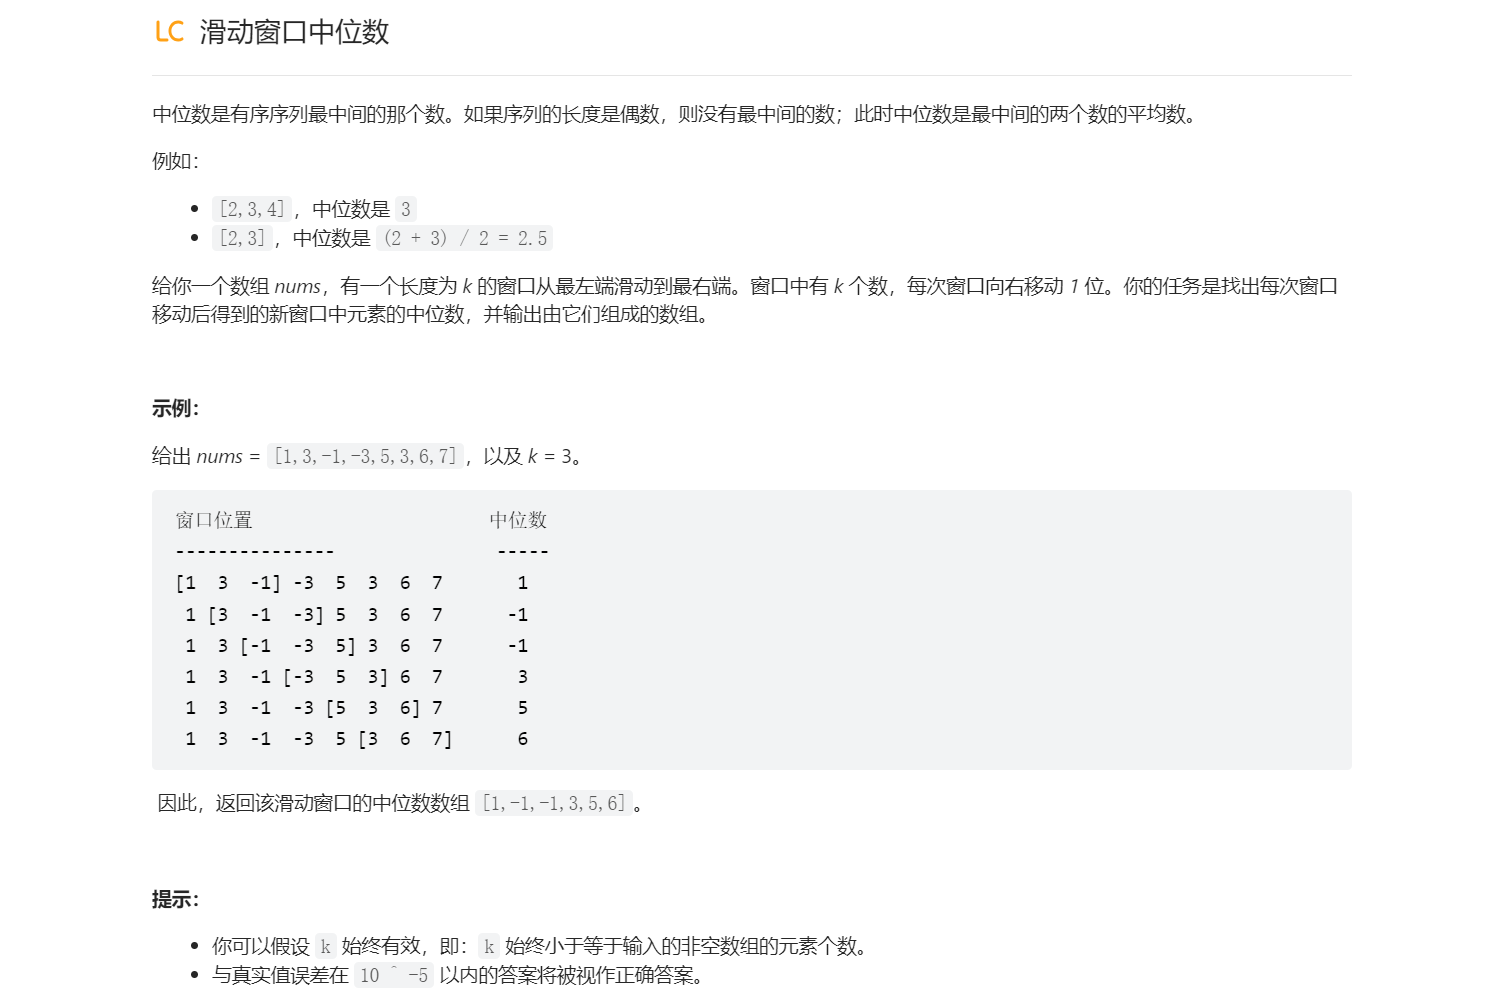 LC 滑动窗口中位数
中位数是有序序列最中间的那个数。如果序列的长度是偶数，则没有最中间的数；此时中位数是最中间的两个数的平均数。
例如：
• [2,3,4]，中位数是 3
• [2,3]，中位数是 (2 + 3) / 2 = 2.5
给你一个数组 nums，有一个长度为 k 的窗口从最左端滑动到最右端。窗口中有 k 个数，每次窗口向右移动 1 位。你的任务是找出每次窗口
移动后得到的新窗口中元素的中位数，并输出由它们组成的数组。
示例：
给出 nums = [1,3,-1,-3,5,3,6,7]，以及 k = 3。
窗口位置                      中位数
---------------               -----
[1  3  -1] -3  5  3  6  7       1
 1 [3  -1  -3] 5  3  6  7      -1
 1  3 [-1  -3  5] 3  6  7      -1
 1  3  -1 [-3  5  3] 6  7       3
 1  3  -1  -3 [5  3  6] 7       5
 1  3  -1  -3  5 [3  6  7]      6
因此，返回该滑动窗口的中位数数组 [1,-1,-1,3,5,6]。
提示：
• 你可以假设 k 始终有效，即：k 始终小于等于输入的非空数组的元素个数。
• 与真实值误差在 10 ^ -5 以内的答案将被视作正确答案。